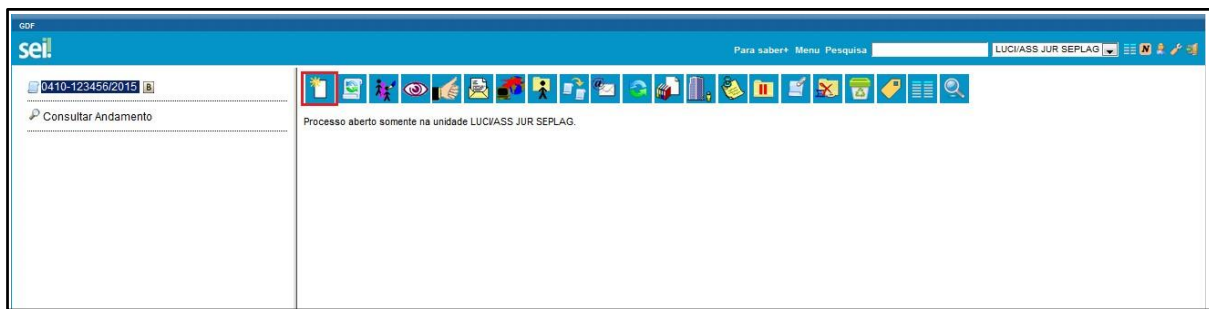 GDF
sei!
Para saber+ Menu Pesquisa
LUCI/ASS JUR SEPLAG
N
0410-123456/2015 B
Consultar Andamento
Processo aberto somente na unidade LUCI/ASS JUR SEPLAG.